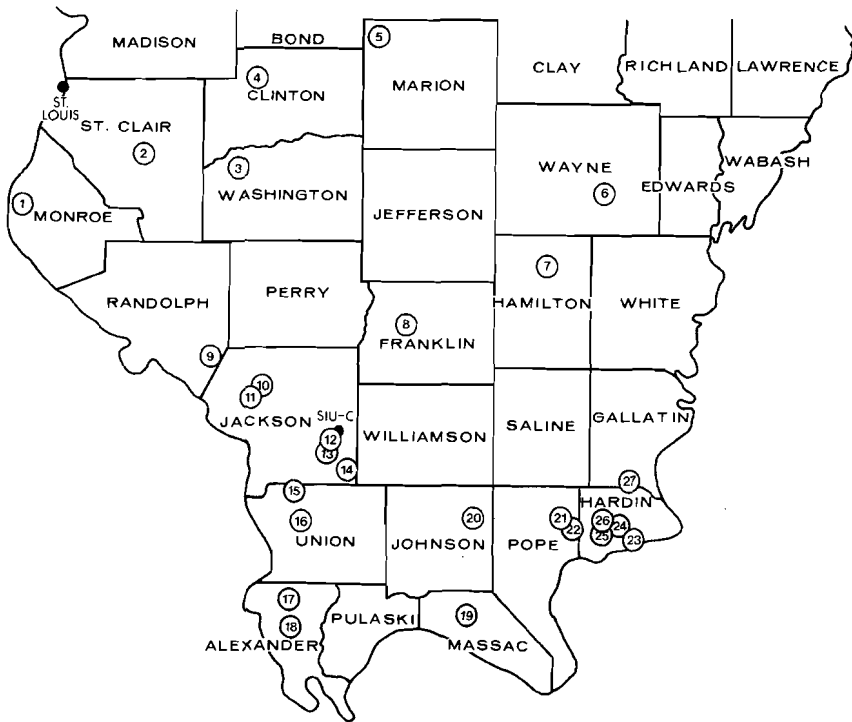 MADISON
BOND
5
CLAY
RICHLAND
LAWRENCE
4
CLINTON
MARION
ST. LOUIS
ST. CLAIR
2
3
WASHINGTON
WAYNE
6
EDWARDS
WABASH
1
MONROE
JEFFERSON
RANDOLPH
PERRY
7
HAMILTON
WHITE
8
FRANKLIN
9
10
11
JACKSON
SIU-C
12
13
14
WILLIAMSON
SALINE
GALLATIN
15
16
UNION
20
JOHNSON
21
22
POPE
27
HARDIN
26
24
25
23
17
18
ALEXANDER
PULASKI
19
MASSAC